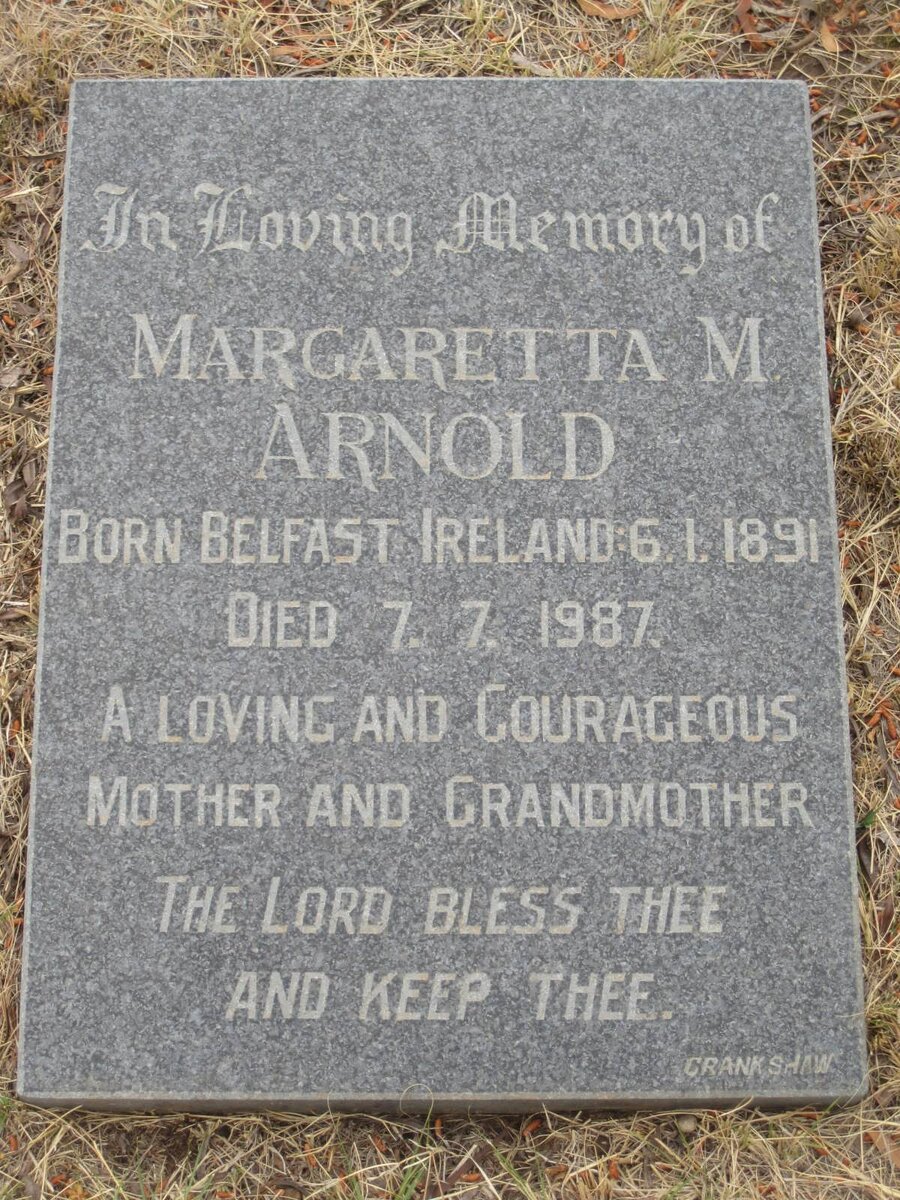 In Loving Memory of
MARGARETTA M.
ARNOLD
BORN BELFAST IRELAND:6.1.1891
DIED 7. 7. 1987.
A LOVING AND COURAGEOUS
MOTHER AND GRANDMOTHER
THE LORD BLESS THEE
AND KEEP THEE.
CRANKSHAW